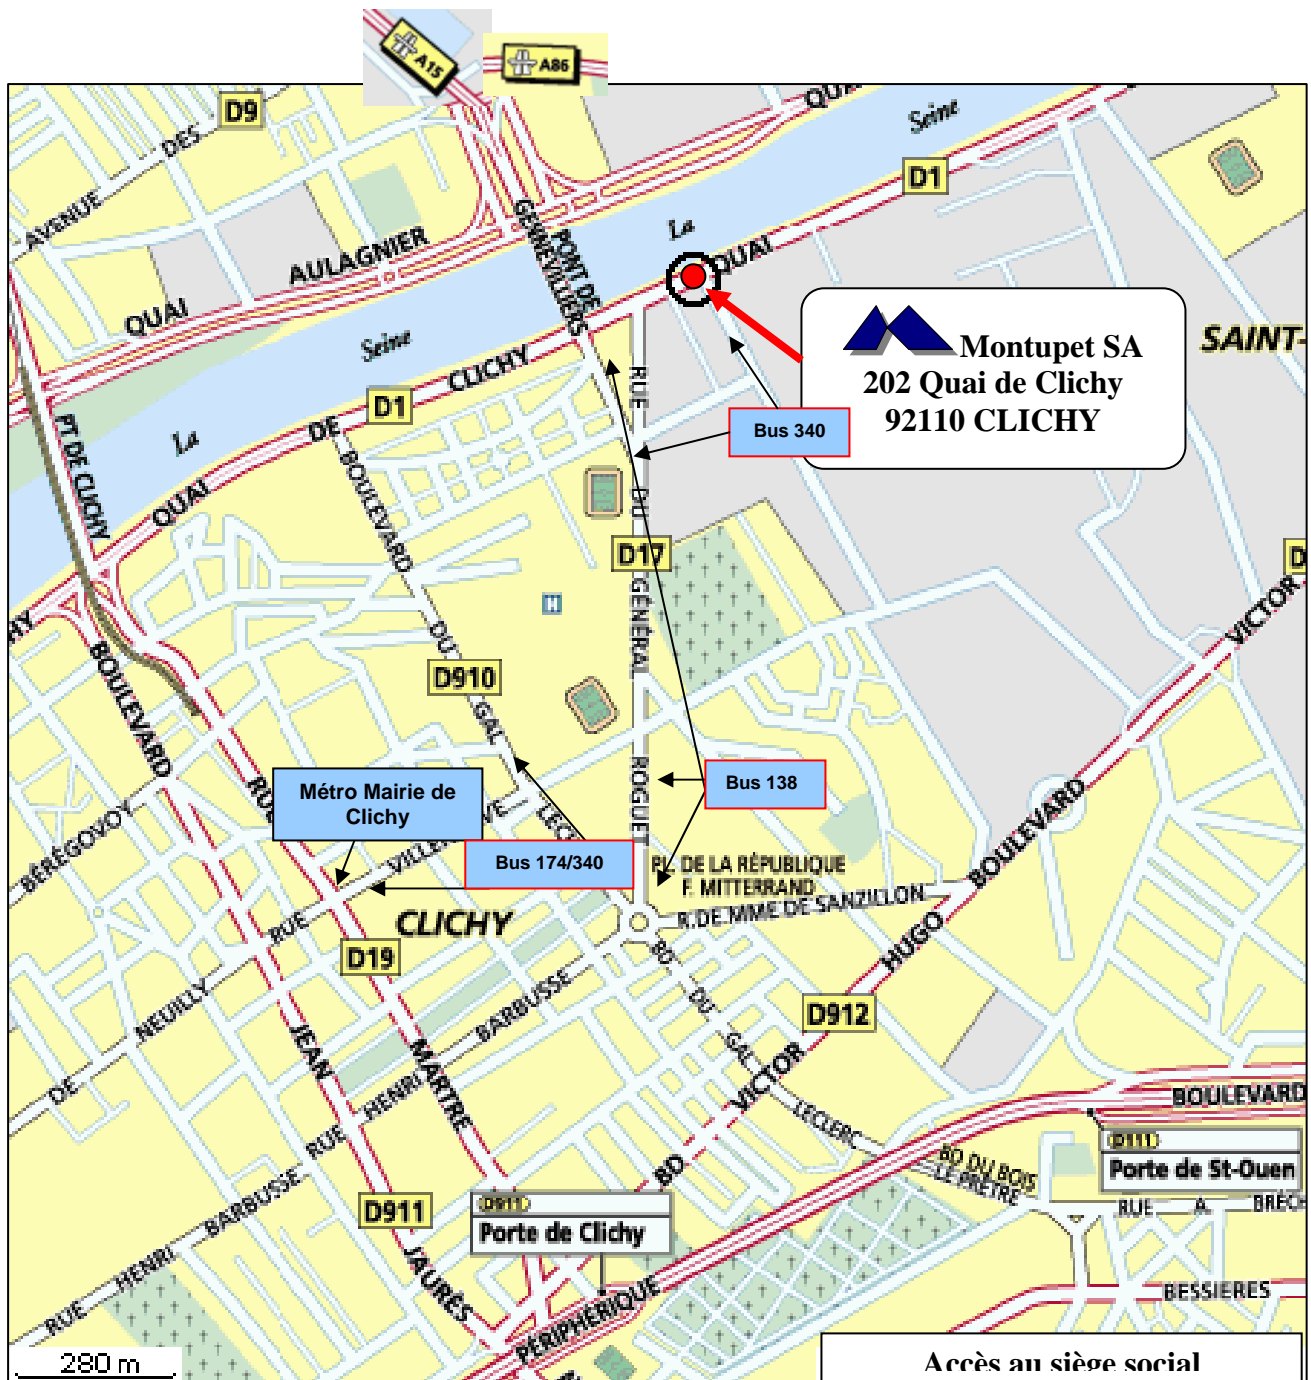 A15
A86
D9
AVENUE DES
QUAI AULAGNIER
QUAI
Seine
D1
La
QUAI
PONT DE
GENNEVILLIERS
Montupet SA
202 Quai de Clichy
92110 CLICHY
SAINT-
Seine
CLICHY
D1
DE
La
QUAI
PT DE CLICHY
RUE
Bus 340
BOULEVARD
DU
D17
D
GÉNÉRAL
VICTOR
HY
BOULEVARD
DU
D910
GAL
ROGUET
Bus 138
Métro Mairie de
Clichy
RUE
BÉRÉGOVOY
BOULEVARD
Bus 174/340
PL. DE LA RÉPUBLIQUE
F. MITTERRAND
R. DE MME DE SANZILLON
CLICHY
RUE
D19
HUGO
NEUILLY
DE
BD
DU
GAL
D912
BARBUSSE
JEAN
MARTRE
HENRI
RUE
VICTOR
LECLERC
BD
BOULEVARD
D111
Porte de St-Ouen
BD DU BOIS
LE PRÊTRE
RUE A. BRÉCH
BARBUSSE
D911
D911
Porte de Clichy
HENRI
RUE
JAURÈS
PÉRIPHÉRIQUE
BESSIERES
280 m
Accès au siège social